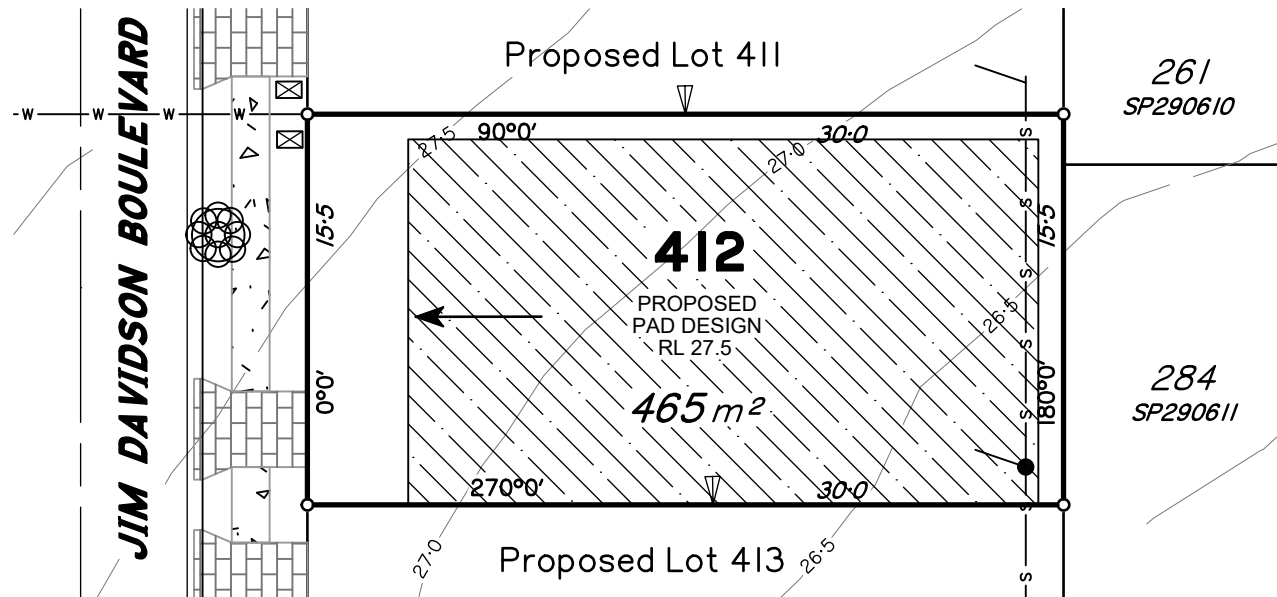 JIM DAVIDSON BOULEVARD
Proposed Lot 411
261
SP290610
W W W W
27·5
90°0'
30·0
27·0
S
15·5
15·5
S
412
S
PROPOSED
PAD DESIGN
RL 27.5
26·5
S
0°0'
465 m²
180°0'
S
284
SP290611
S
270°0'
30·0
S
27·0
Proposed Lot 413
26·5
S